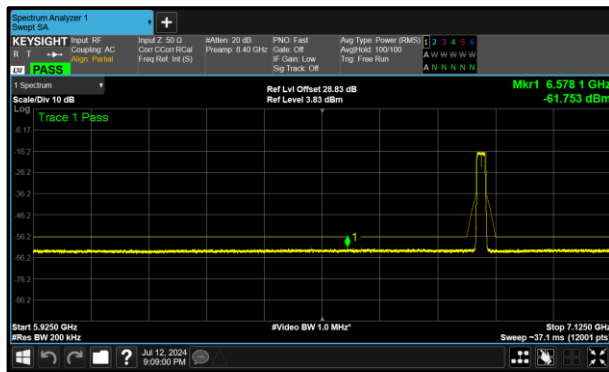 Spectrum Analyzer 1
Swept SA
KEYSIGHT
R T
LXI PASS
Input: RF
Coupling: AC
Align: Partial
Input Z: 50 Ω
Corr CCorr RCal
Freq Ref: Int (S)
#Atten: 20 dB
Preamp: 8.40 GHz
PNO: Fast
Gate: Off
IF Gain: Low
Sig Track: Off
Avg Type: Power (RMS)
Avg|Hold: 100/100
Trig: Free Run
1 2 3 4 5 6
A W W W W W
A N N N N N
1 Spectrum
Scale/Div 10 dB
Ref Lvl Offset 28.83 dB
Ref Level 3.83 dBm
Mkr1 6.578 1 GHz
-61.753 dBm
Log
Trace 1 Pass
-6.17
-16.2
-26.2
-36.2
-46.2
-56.2
-66.2
-76.2
-86.2
1
Start 5.9250 GHz
#Res BW 200 kHz
#Video BW 1.0 MHz*
Stop 7.1250 GHz
Sweep ~37.1 ms (12001 pts)
?
Jul 12, 2024
9:09:00 PM